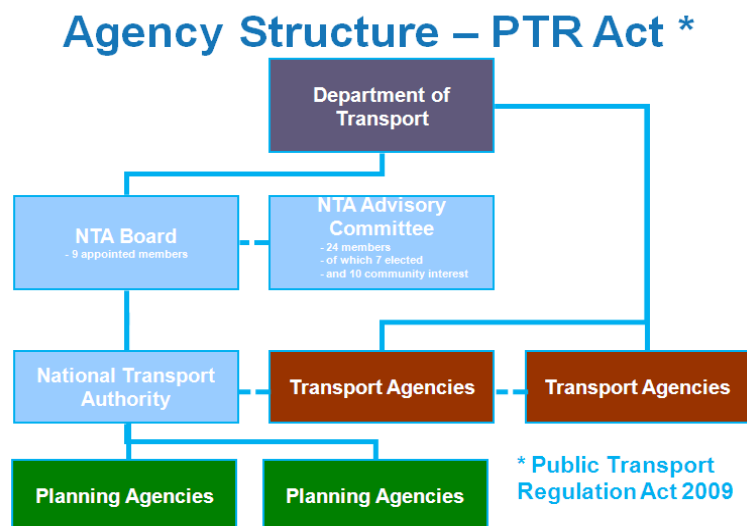 Agency Structure – PTR Act *
Department of
Transport
NTA Board
- 9 appointed members
NTA Advisory
Committee
- 24 members
- of which 7 elected
- and 10 community interest
National Transport
Authority
Transport Agencies
Transport Agencies
Planning Agencies
Planning Agencies
* Public Transport
Regulation Act 2009